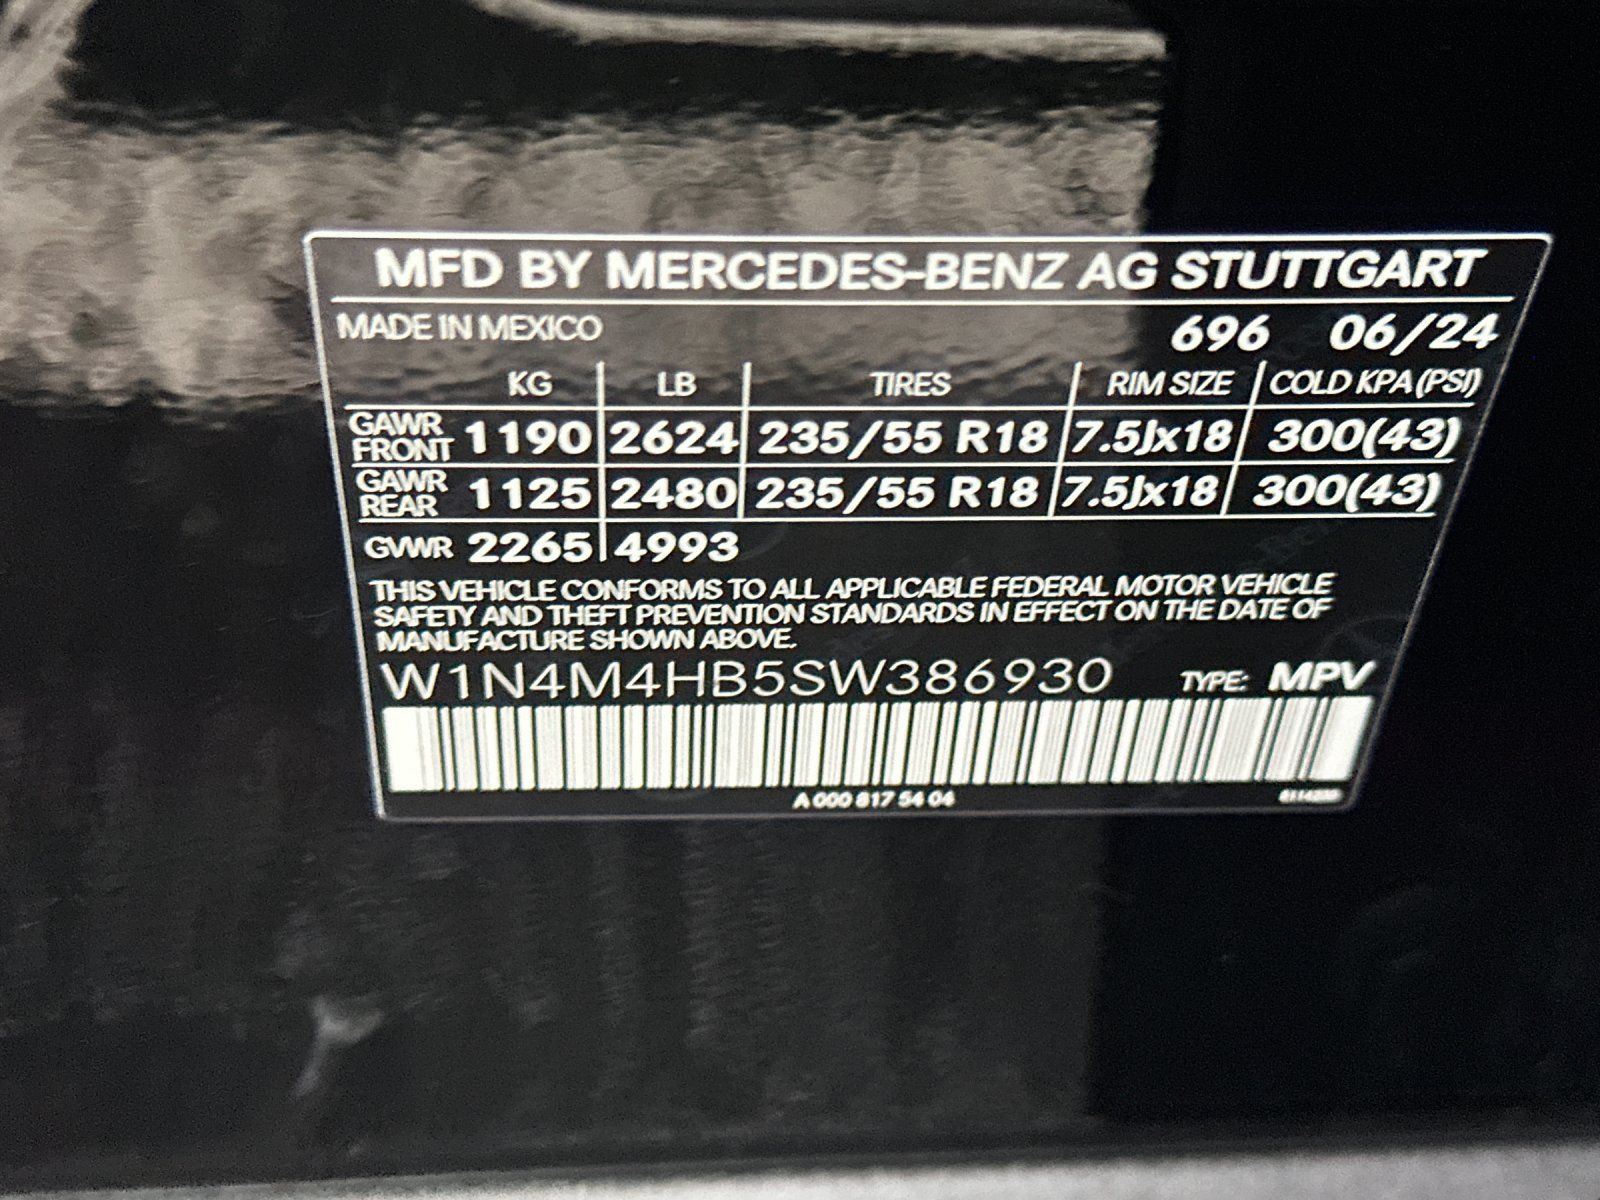 MFD BY MERCEDES-BENZ AG STUTTGART
MADE IN MEXICO 696 06/24
KG LB TIRES RIM SIZE COLD KPA (PSI)
GAWR FRONT 1190 2624 235/55 R18 7.5Jx18 300(43)
GAWR REAR 1125 2480 235/55 R18 7.5Jx18 300(43)
GVWR 2265 4993
THIS VEHICLE CONFORMS TO ALL APPLICABLE FEDERAL MOTOR VEHICLE
SAFETY AND THEFT PREVENTION STANDARDS IN EFFECT ON THE DATE OF
MANUFACTURE SHOWN ABOVE.
W1N4M4HB5SW386930 TYPE: MPV
A 000 817 54 04